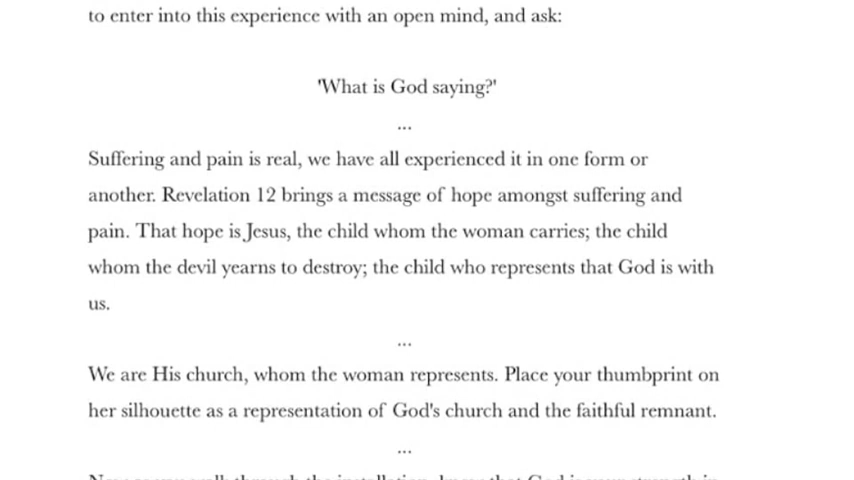 to enter into this experience with an open mind, and ask:
'What is God saying?'
...
Suffering and pain is real, we have all experienced it in one form or
another. Revelation 12 brings a message of hope amongst suffering and
pain. That hope is Jesus, the child whom the woman carries; the child
whom the devil yearns to destroy; the child who represents that God is with
us.
...
We are His church, whom the woman represents. Place your thumbprint on
her silhouette as a representation of God's church and the faithful remnant.
...